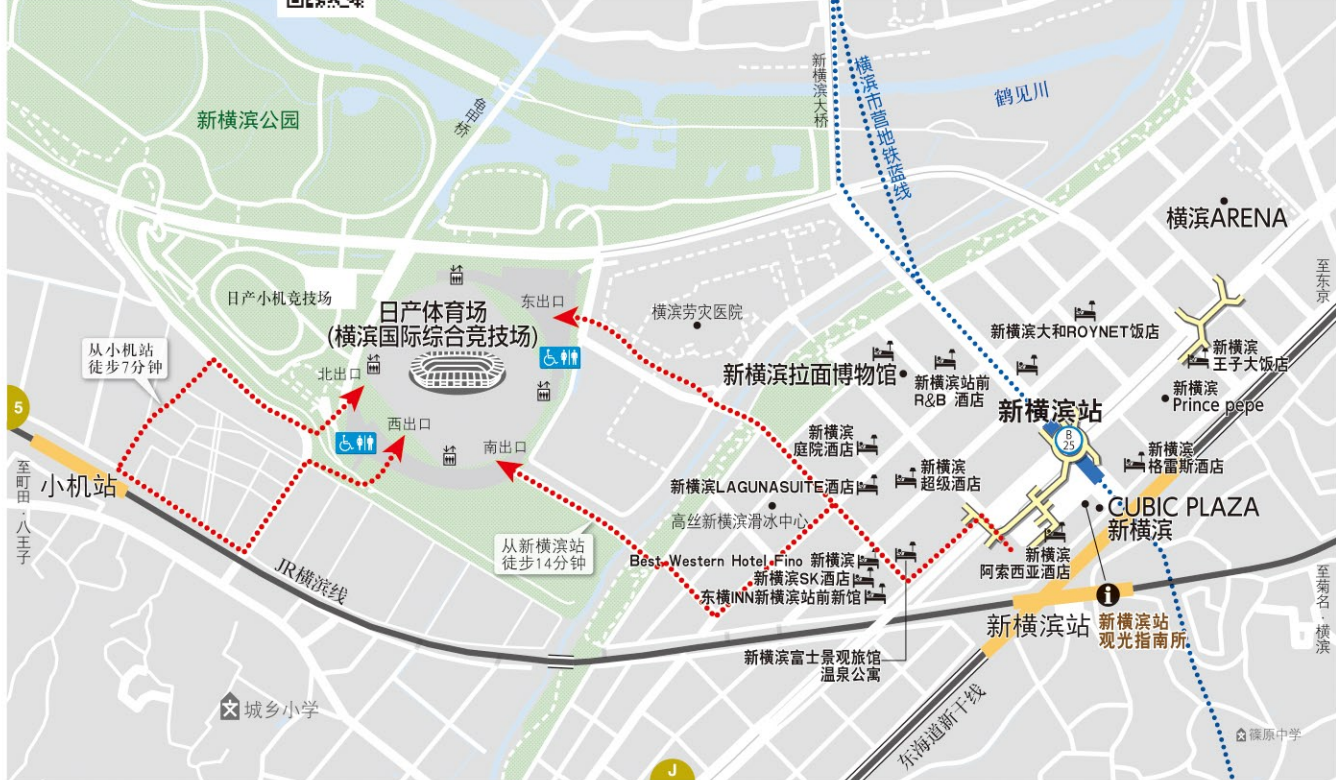 新横滨公园
亀甲桥
新横滨大桥
横滨市营地铁蓝线
鹤见川
横滨ARENA
至东京
日产小机竞技场
日产体育场
(横滨国际综合竞技场)
东出口
横滨劳灾医院
从小机站
徒步7分钟
北出口
西出口
南出口
新横滨拉面博物馆
新横滨大和ROYNET饭店
新横滨站前
R&B 酒店
新横滨
王子大饭店
新横滨
Prince pepe
新横滨站
B
25
新横滨
格雷斯酒店
新横滨
庭院酒店
新横滨
超级酒店
新横滨LAGUNASUITE酒店
高丝新横滨滑冰中心
CUBIC PLAZA
新横滨
新横滨
阿索西亚酒店
5
小机站
至町田·八王子
从新横滨站
徒步14分钟
Best Western Hotel Fino 新横滨
新横滨SK酒店
东横INN新横滨站前新馆
JR横滨线
新横滨富士景观旅馆
温泉公寓
新横滨站
i
新横滨站
观光指南所
至菊名·横滨
东海道新干线
文
城乡小学
文
篠原中学
J